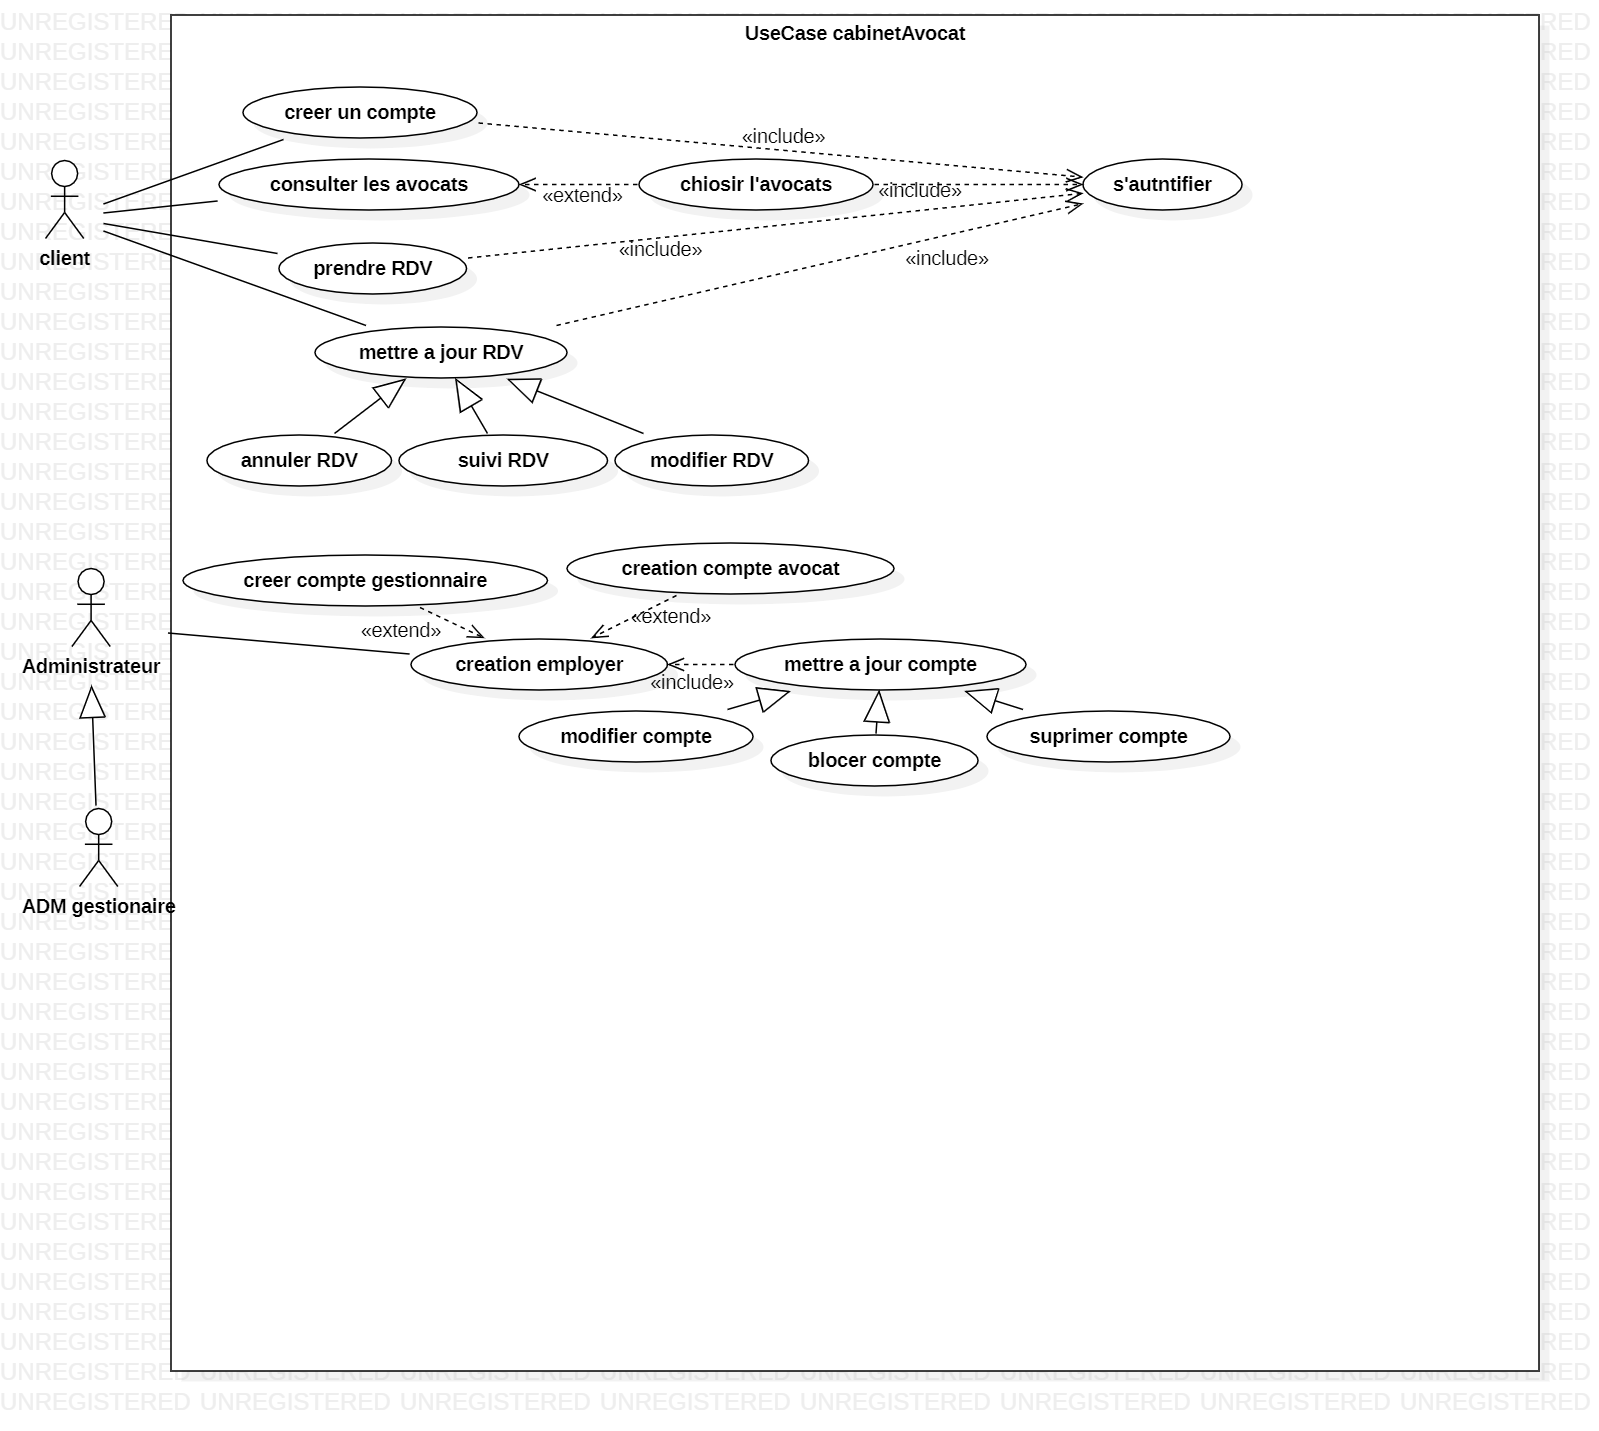 UseCase cabinetAvocat
creer un compte
«include»
consulter les avocats
«extend»
chiosir l'avocats
«include»
s'autntifier
client
prendre RDV
«include»
«include»
mettre a jour RDV
annuler RDV
suivi RDV
modifier RDV
creer compte gestionnaire
creation compte avocat
«extend»
«extend»
Administrateur
creation employer
mettre a jour compte
«include»
modifier compte
blocer compte
suprimer compte
ADM gestionaire
UNREGISTERED UNREGISTERED UNREGISTERED UNREGISTERED UNREGISTERED UNREGISTERED UNREGISTERED UNREGISTERED